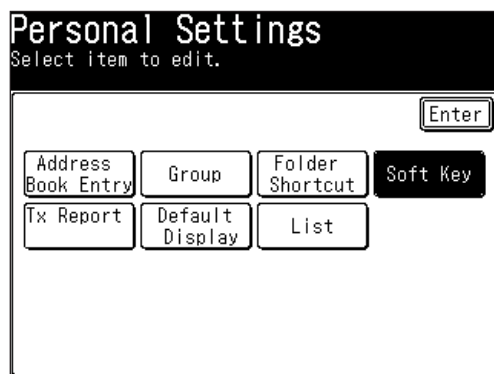 Personal Settings
Select item to edit.
Enter
Address
Book Entry
Group
Folder
Shortcut
Soft Key
Tx Report
Default
Display
List